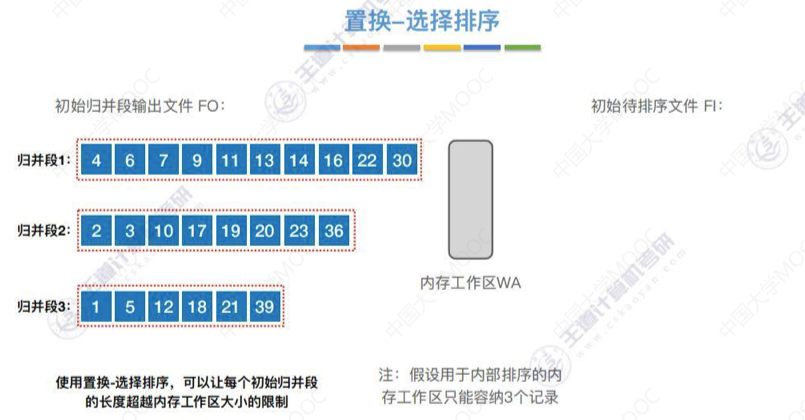 置换–选择排序
初始归并段输出文件 FO：
初始待排序文件 FI：
归并段1： 4 6 7 9 11 13 14 16 22 30
归并段2： 2 3 10 17 19 20 23 36
内存工作区WA
归并段3： 1 5 12 18 21 39
使用置换-选择排序，可以让每个初始归并段
的长度超越内存工作区大小的限制
注：假设用于内部排序的内
存工作区只能容纳3个记录
中国大学MOOC
王道计算机考研
www.cskaoyan.com